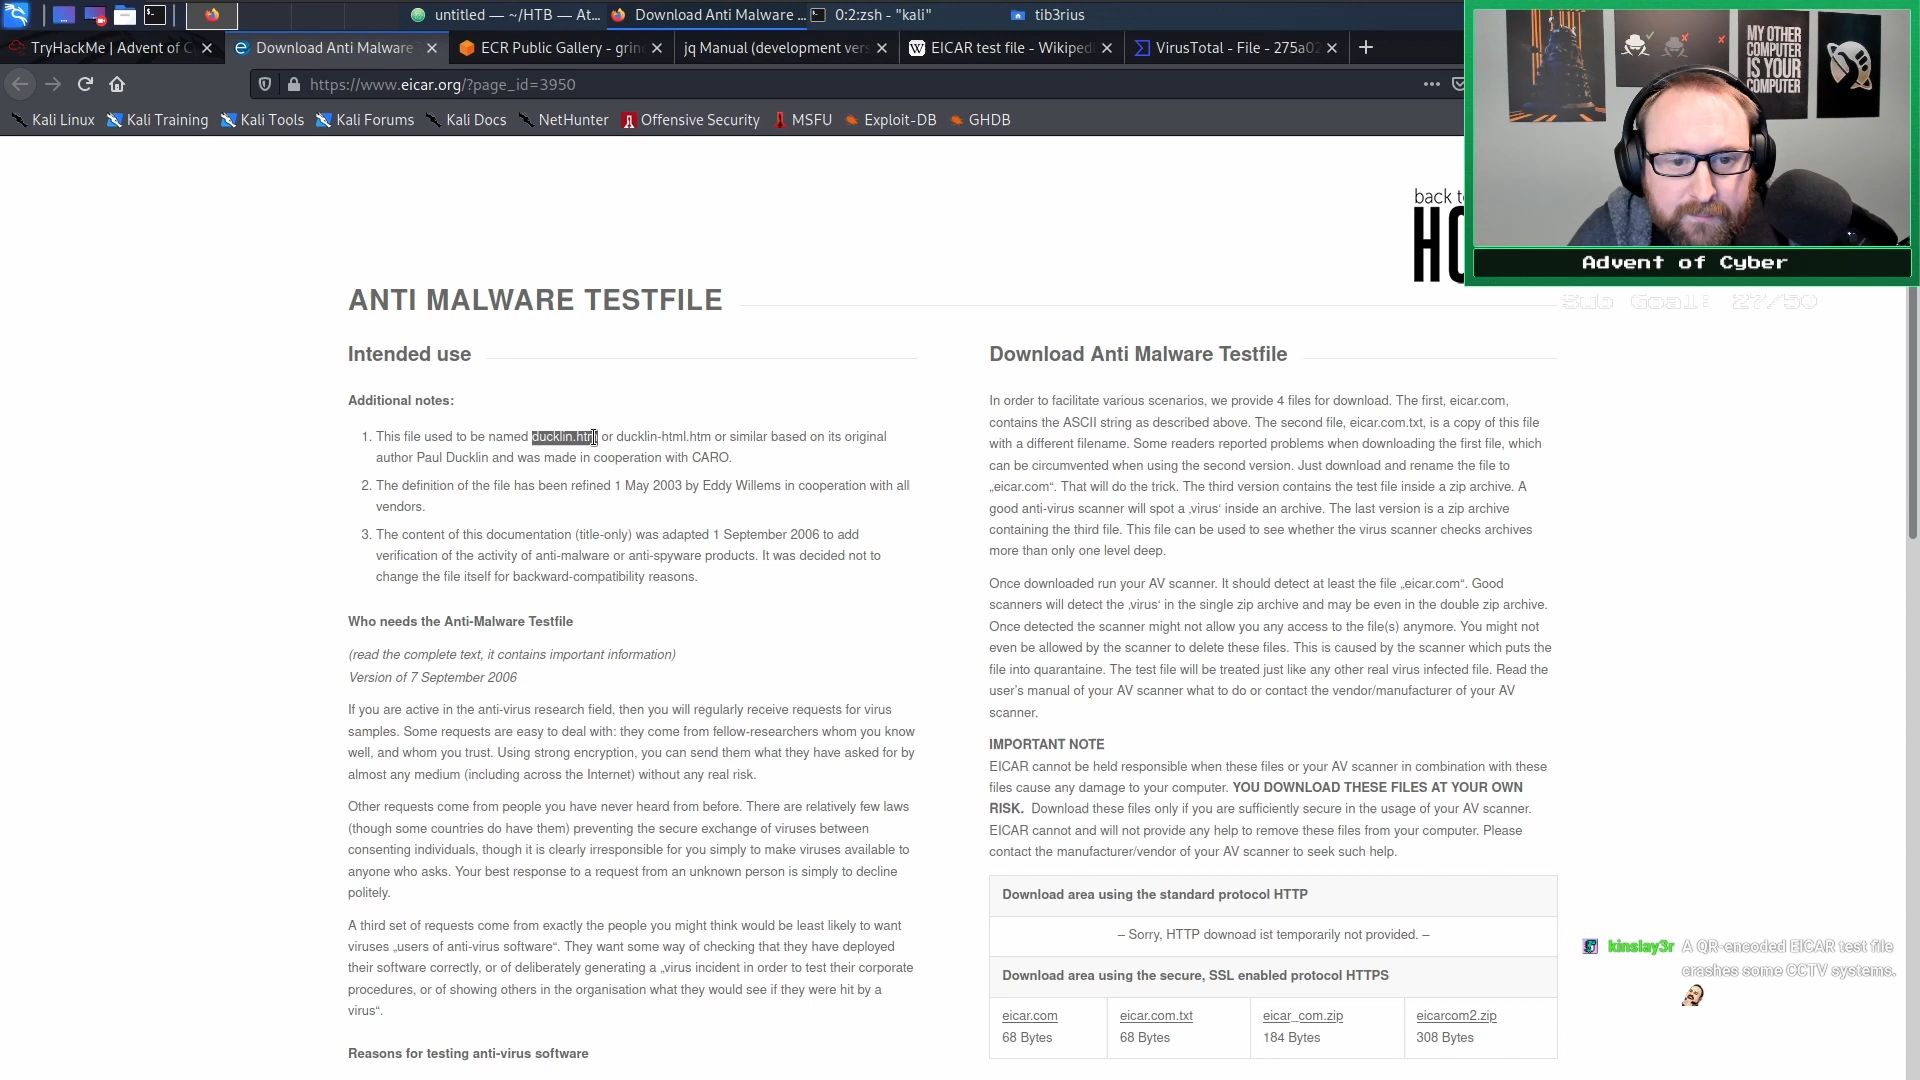 untitled — ~/HTB — At...
Download Anti Malware ...
0:2:zsh - "kali"
tib3rius
TryHackMe | Advent of C
Download Anti Malware
ECR Public Gallery - grin
jq Manual (development ver
EICAR test file - Wikiped
VirusTotal - File - 275a02
https://www.eicar.org/?page_id=3950
Kali Linux
Kali Training
Kali Tools
Kali Forums
Kali Docs
NetHunter
Offensive Security
MSFU
Exploit-DB
GHDB
MY OTHER
COMPUTER
IS YOUR
COMPUTER
Advent of Cyber
Sub Goal: 27/50
back to
HO
ANTI MALWARE TESTFILE
Intended use
Additional notes:
1. This file used to be named ducklin.htm or ducklin-html.htm or similar based on its original
author Paul Ducklin and was made in cooperation with CARO.
2. The definition of the file has been refined 1 May 2003 by Eddy Willems in cooperation with all
vendors.
3. The content of this documentation (title-only) was adapted 1 September 2006 to add
verification of the activity of anti-malware or anti-spyware products. It was decided not to
change the file itself for backward-compatibility reasons.
Who needs the Anti-Malware Testfile
(read the complete text, it contains important information)
Version of 7 September 2006
If you are active in the anti-virus research field, then you will regularly receive requests for virus
samples. Some requests are easy to deal with: they come from fellow-researchers whom you know
well, and whom you trust. Using strong encryption, you can send them what they have asked for by
almost any medium (including across the Internet) without any real risk.
Other requests come from people you have never heard from before. There are relatively few laws
(though some countries do have them) preventing the secure exchange of viruses between
consenting individuals, though it is clearly irresponsible for you simply to make viruses available to
anyone who asks. Your best response to a request from an unknown person is simply to decline
politely.
A third set of requests come from exactly the people you might think would be least likely to want
viruses „users of anti-virus software“. They want some way of checking that they have deployed
their software correctly, or of deliberately generating a „virus incident in order to test their corporate
procedures, or of showing others in the organisation what they would see if they were hit by a
virus“.
Reasons for testing anti-virus software
Download Anti Malware Testfile
In order to facilitate various scenarios, we provide 4 files for download. The first, eicar.com,
contains the ASCII string as described above. The second file, eicar.com.txt, is a copy of this file
with a different filename. Some readers reported problems when downloading the first file, which
can be circumvented when using the second version. Just download and rename the file to
„eicar.com“. That will do the trick. The third version contains the test file inside a zip archive. A
good anti-virus scanner will spot a ‚virus‘ inside an archive. The last version is a zip archive
containing the third file. This file can be used to see whether the virus scanner checks archives
more than only one level deep.
Once downloaded run your AV scanner. It should detect at least the file „eicar.com“. Good
scanners will detect the ‚virus‘ in the single zip archive and may be even in the double zip archive.
Once detected the scanner might not allow you any access to the file(s) anymore. You might not
even be allowed by the scanner to delete these files. This is caused by the scanner which puts the
file into quarantaine. The test file will be treated just like any other real virus infected file. Read the
user’s manual of your AV scanner what to do or contact the vendor/manufacturer of your AV
scanner.
IMPORTANT NOTE
EICAR cannot be held responsible when these files or your AV scanner in combination with these
files cause any damage to your computer. YOU DOWNLOAD THESE FILES AT YOUR OWN
RISK. Download these files only if you are sufficiently secure in the usage of your AV scanner.
EICAR cannot and will not provide any help to remove these files from your computer. Please
contact the manufacturer/vendor of your AV scanner to seek such help.
Download area using the standard protocol HTTP
– Sorry, HTTP downoad ist temporarily not provided. –
Download area using the secure, SSL enabled protocol HTTPS
eicar.com
68 Bytes
eicar.com.txt
68 Bytes
eicar_com.zip
184 Bytes
eicarcom2.zip
308 Bytes
kinslay3r A QR-encoded EICAR test file
crashes some CCTV systems.